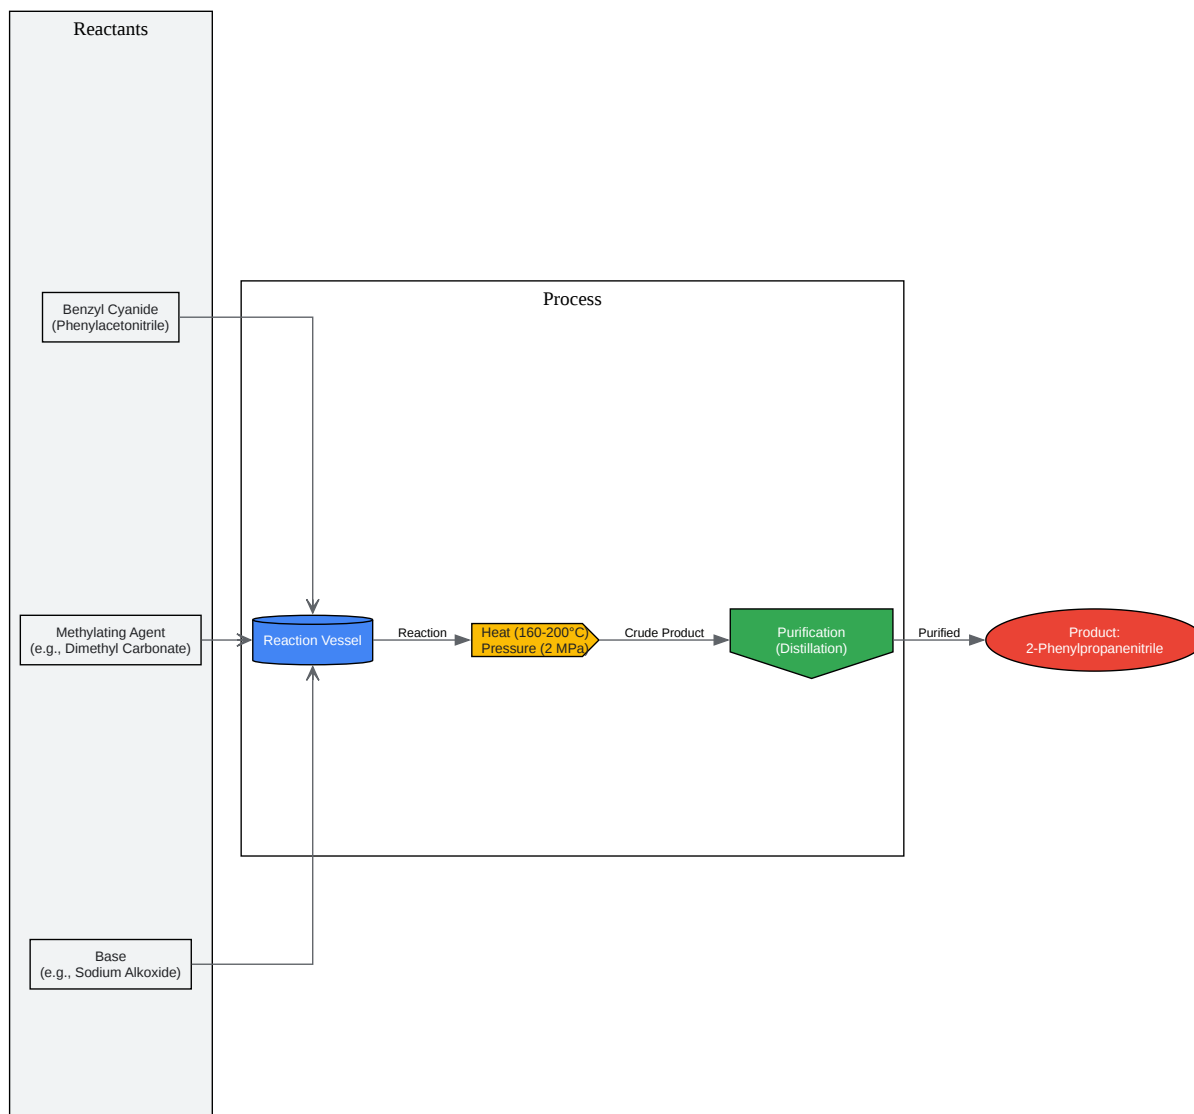 Reactants
Benzyl Cyanide
(Phenylacetonitrile)
Methylating Agent
(e.g., Dimethyl Carbonate)
Base
(e.g., Sodium Alkoxide)
Process
Reaction Vessel
Reaction
Heat (160-200°C)
Pressure (2 MPa)
Crude Product
Purification
(Distillation)
Purified
Product:
2-Phenylpropanenitrile